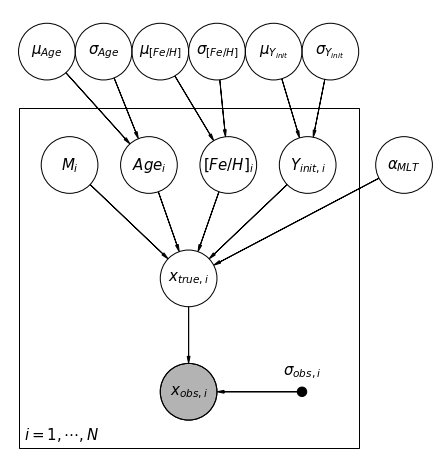 μ_Age σ_Age μ_[Fe/H] σ_[Fe/H] μ_Y_init σ_Y_init
M_i Age_i [Fe/H]_i Y_init,i α_MLT
x_true,i
σ_obs,i
x_obs,i
i = 1, ⋯, N